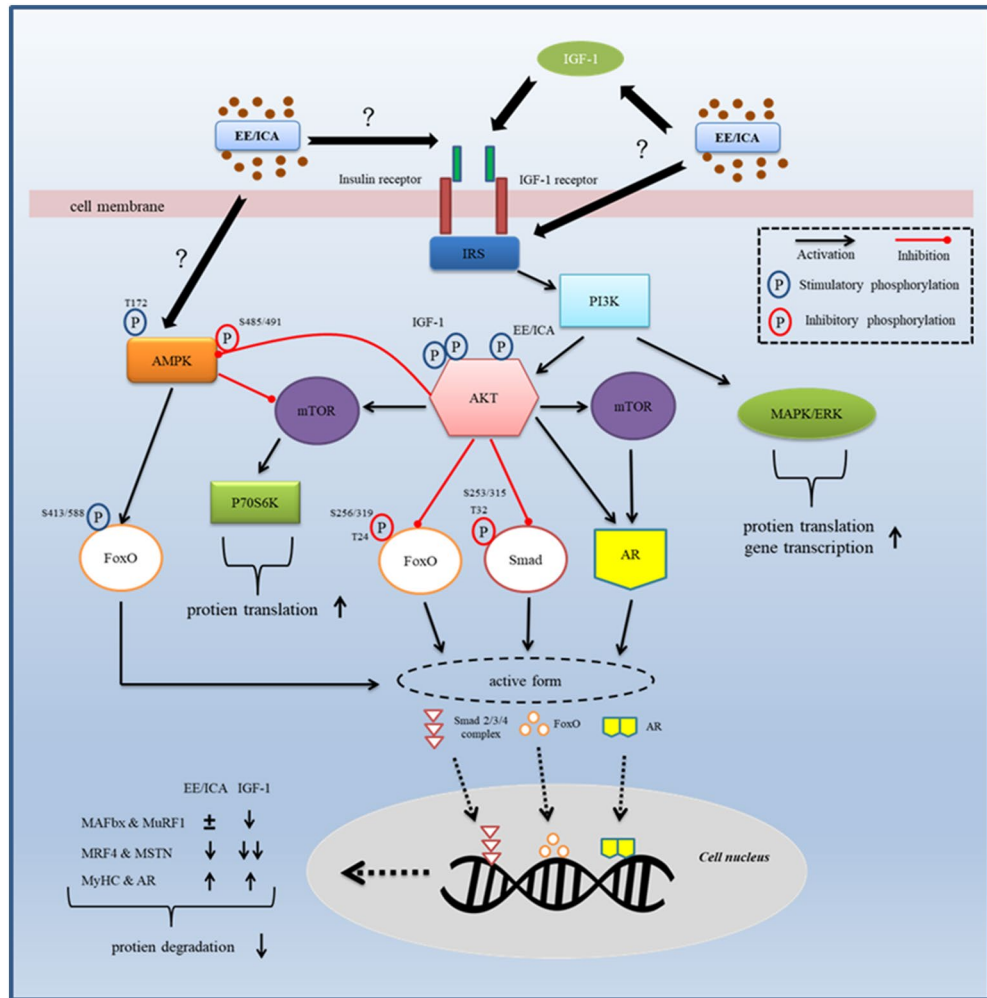 IGF-1
EE/ICA
?
EE/ICA
?
Insulin receptor
IGF-1 receptor
cell membrane
?
IRS
Activation
Inhibition
P
Stimulatory phosphorylation
P
Inhibitory phosphorylation
PI3K
T172
P
S485/491
P
AMPK
IGF-1
P
P
EE/ICA
P
AKT
mTOR
mTOR
MAPK/ERK
P70S6K
S413/588
P
FoxO
S256/319
T24
P
FoxO
S253/315
T32
P
Smad
AR
protien translation
gene transcription
protien translation
active form
Smad 2/3/4
complex
FoxO
AR
EE/ICA IGF-1
MAFbx & MuRF1 ± ↓
MRF4 & MSTN ↓ ↓↓
MyHC & AR ↑ ↑
protien degradation ↓
Cell nucleus